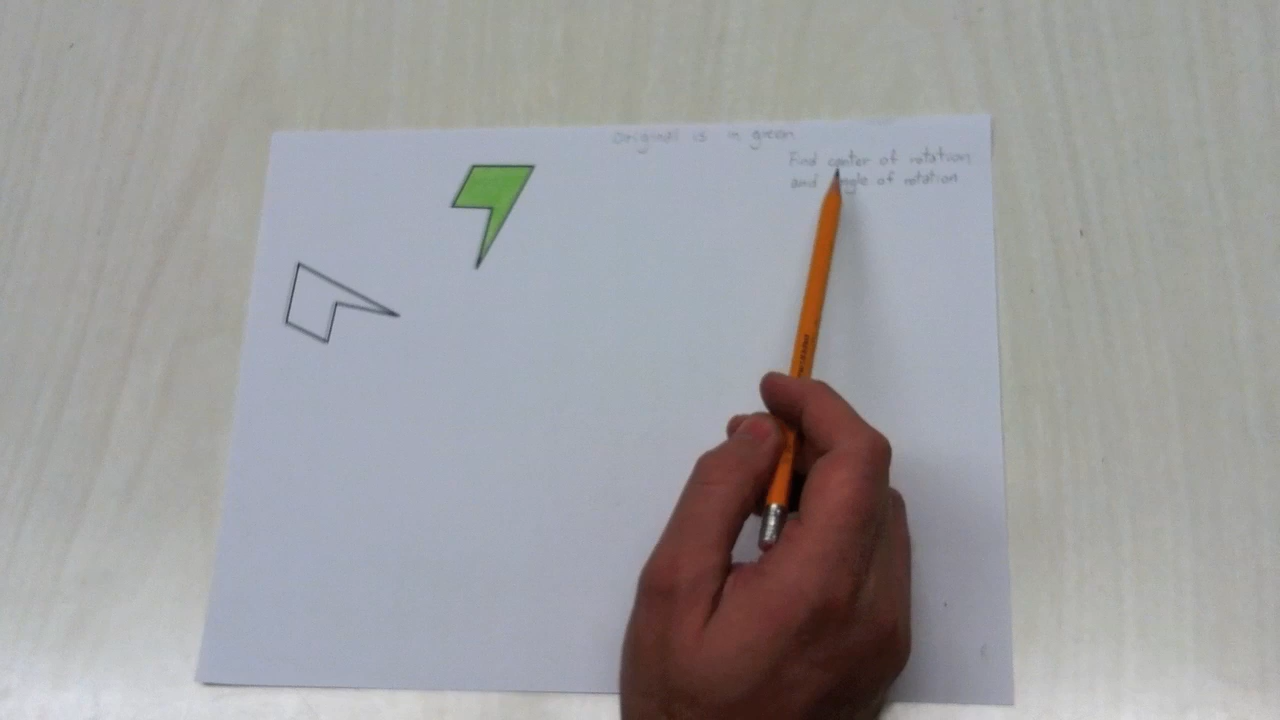 Original is in green
Find center of rotation
and angle of rotation